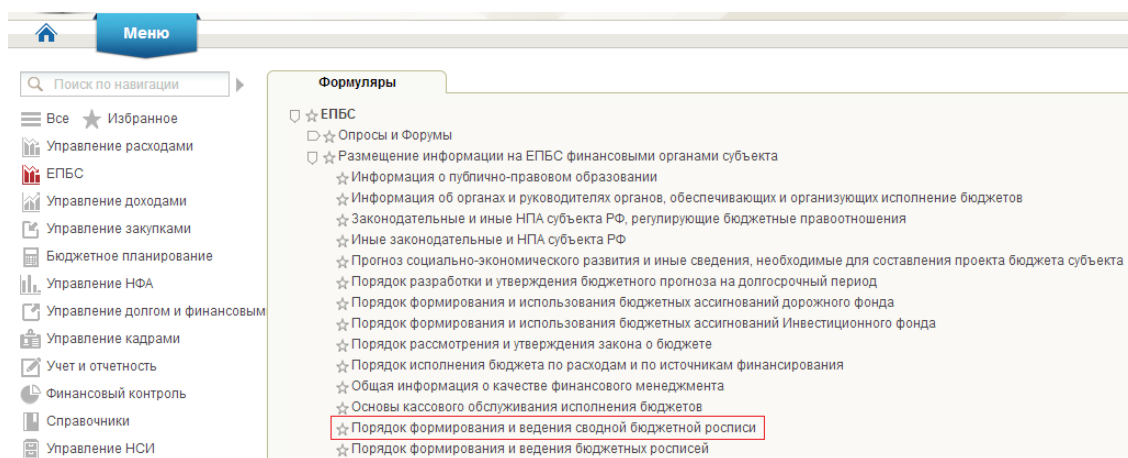 Меню
Поиск по навигации
Все Избранное
Управление расходами
ЕПБС
Управление доходами
Управление закупками
Бюджетное планирование
Управление НФА
Управление долгом и финансовым
Управление кадрами
Учет и отчетность
Финансовый контроль
Справочники
Управление НСИ
Формуляры
ЕПБС
Опросы и Форумы
Размещение информации на ЕПБС финансовыми органами субъекта
Информация о публично-правовом образовании
Информация об органах и руководителях органов, обеспечивающих и организующих исполнение бюджетов
Законодательные и иные НПА субъекта РФ, регулирующие бюджетные правоотношения
Иные законодательные и НПА субъекта РФ
Прогноз социально-экономического развития и иные сведения, необходимые для составления проекта бюджета субъекта
Порядок разработки и утверждения бюджетного прогноза на долгосрочный период
Порядок формирования и использования бюджетных ассигнований дорожного фонда
Порядок формирования и использования бюджетных ассигнований Инвестиционного фонда
Порядок рассмотрения и утверждения закона о бюджете
Порядок исполнения бюджета по расходам и по источникам финансирования
Общая информация о качестве финансового менеджмента
Основы кассового обслуживания исполнения бюджетов
Порядок формирования и ведения сводной бюджетной росписи
Порядок формирования и ведения бюджетных росписей